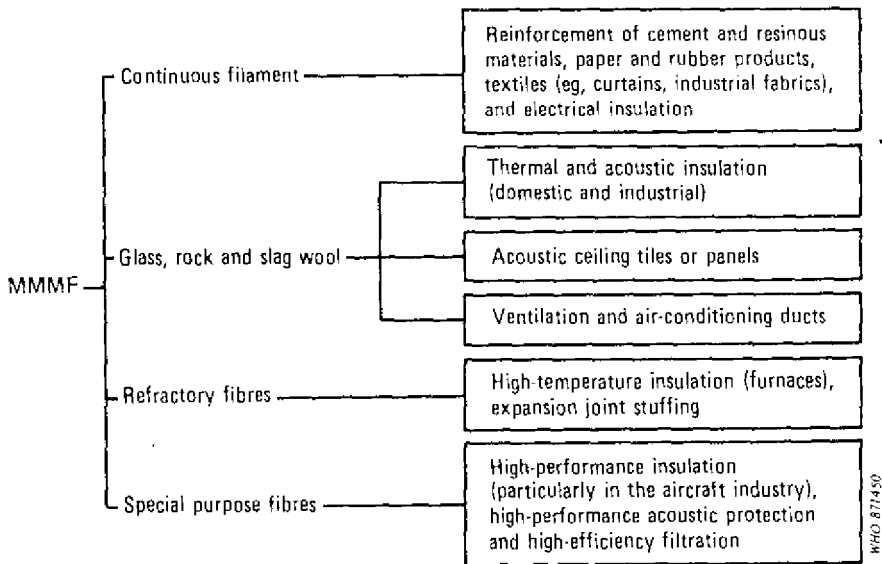 MMMF
Continuous filament
Reinforcement of cement and resinous
materials, paper and rubber products,
textiles (eg, curtains, industrial fabrics),
and electrical insulation
Glass, rock and slag wool
Thermal and acoustic insulation
(domestic and industrial)
Acoustic ceiling tiles or panels
Ventilation and air-conditioning ducts
Refractory fibres
High-temperature insulation (furnaces),
expansion joint stuffing
Special purpose fibres
High-performance insulation
(particularly in the aircraft industry),
high-performance acoustic protection
and high-efficiency filtration
WHO 871450